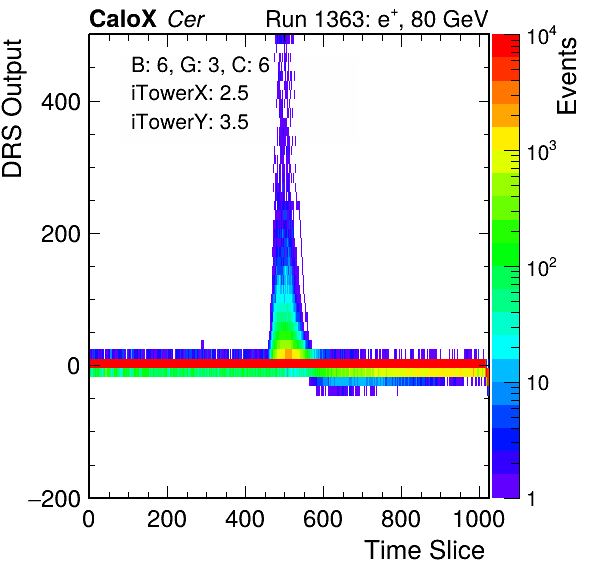 CaloX Cer Run 1363: e⁺, 80 GeV
B: 6, G: 3, C: 6
iTowerX: 2.5
iTowerY: 3.5
DRS Output
400
200
0
−200
0 200 400 600 800 1000
Time Slice
Events
10⁴
10³
10²
10
1